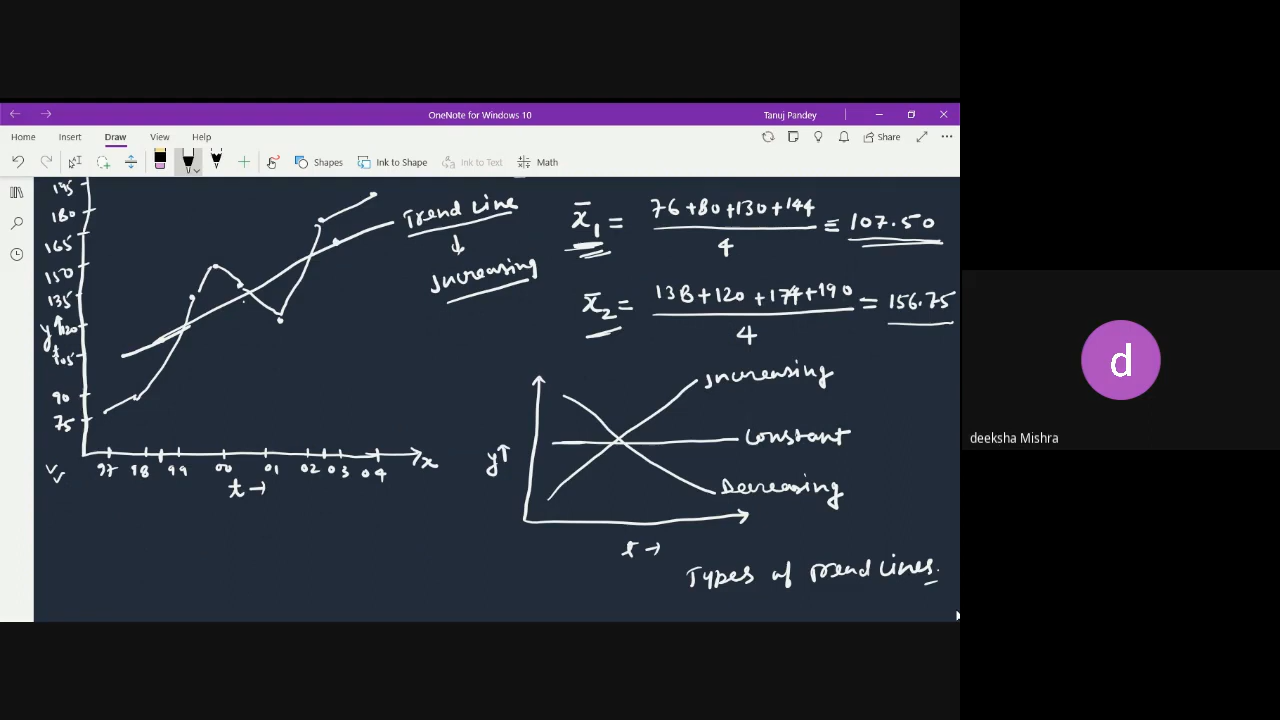 OneNote for Windows 10
Tanuj Pandey
Home Insert Draw View Help
Share
Shapes Ink to Shape Ink to Text Math
195
180
165
150
135
120
105
90
75
y↑
97 98 99 00 01 02 03 04 x
t →
Trend Line
↓
Increasing
x̄₁ = 76+80+130+144 / 4 = 107.50
x̄₂ = 138+120+174+190 / 4 = 156.75
Increasing
Constant
Decreasing
y↑
t →
Types of Trend Lines.
d
deeksha Mishra